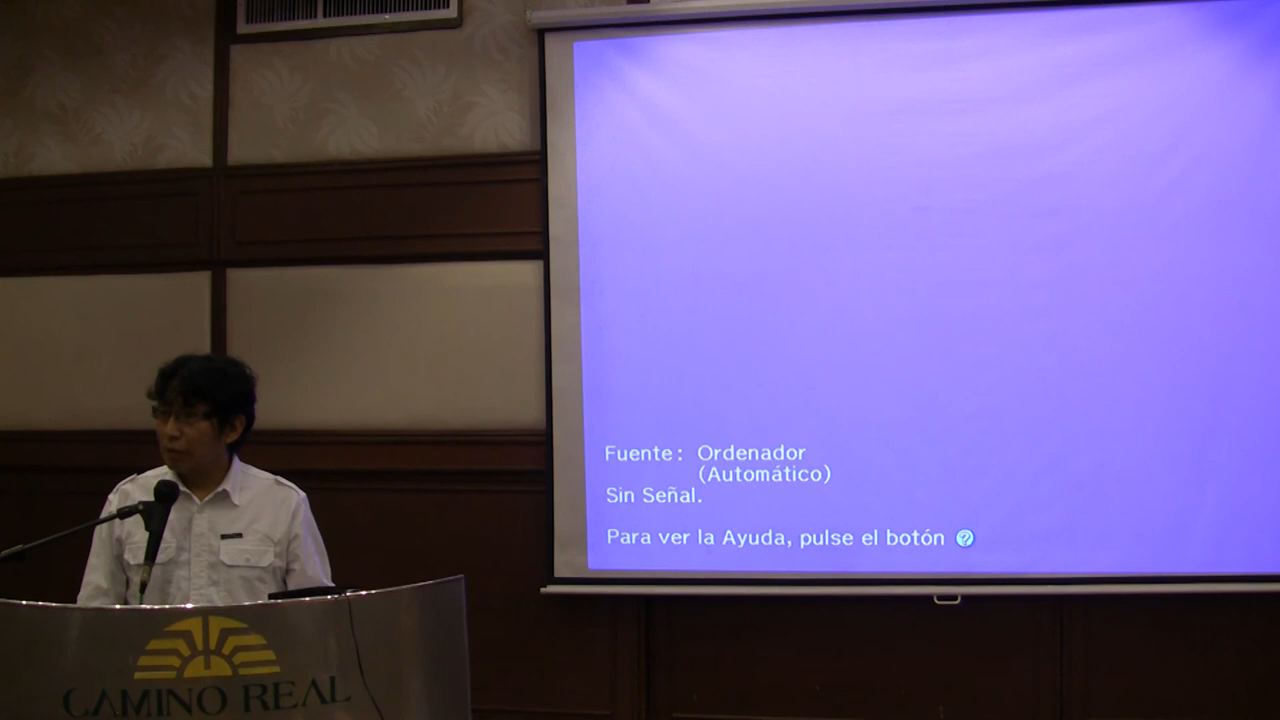 Fuente: Ordenador
(Automático)
Sin Señal.
Para ver la Ayuda, pulse el botón ?
CAMINO REAL